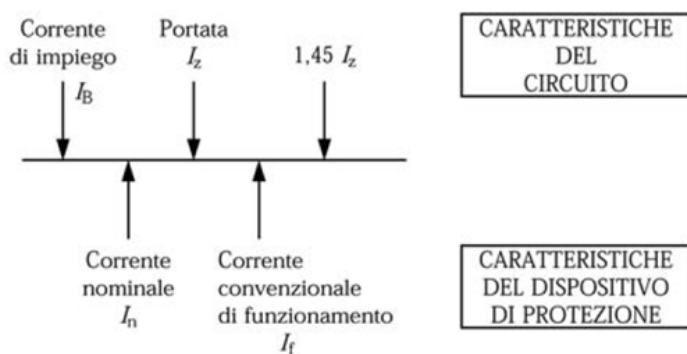 Corrente
di impiego
I_B
Portata
I_z
1,45 I_z
CARATTERISTICHE
DEL
CIRCUITO
Corrente
nominale
I_n
Corrente
convenzionale
di funzionamento
I_f
CARATTERISTICHE
DEL DISPOSITIVO
DI PROTEZIONE